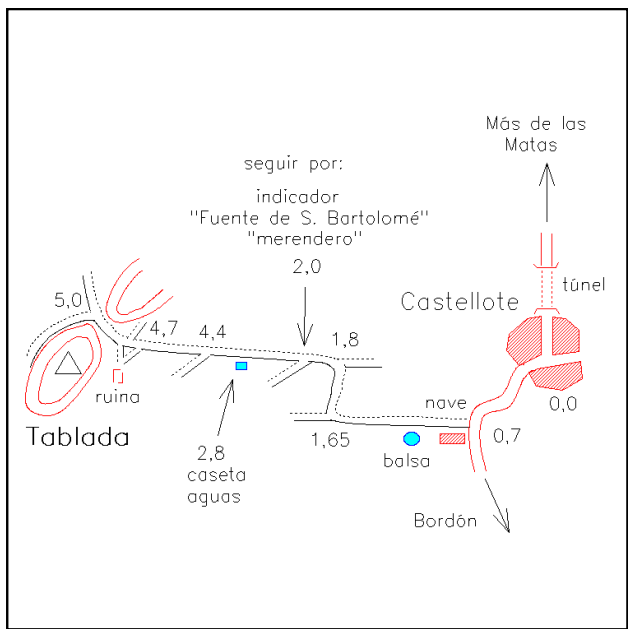 Más de las
Matas
seguir por:
indicador
"Fuente de S. Bartolomé"
"merendero"
2,0
túnel
Castellote
5,0
4,7
4,4
1,8
ruina
nave
0,0
Tablada
1,65
0,7
2,8
caseta
aguas
balsa
Bordón